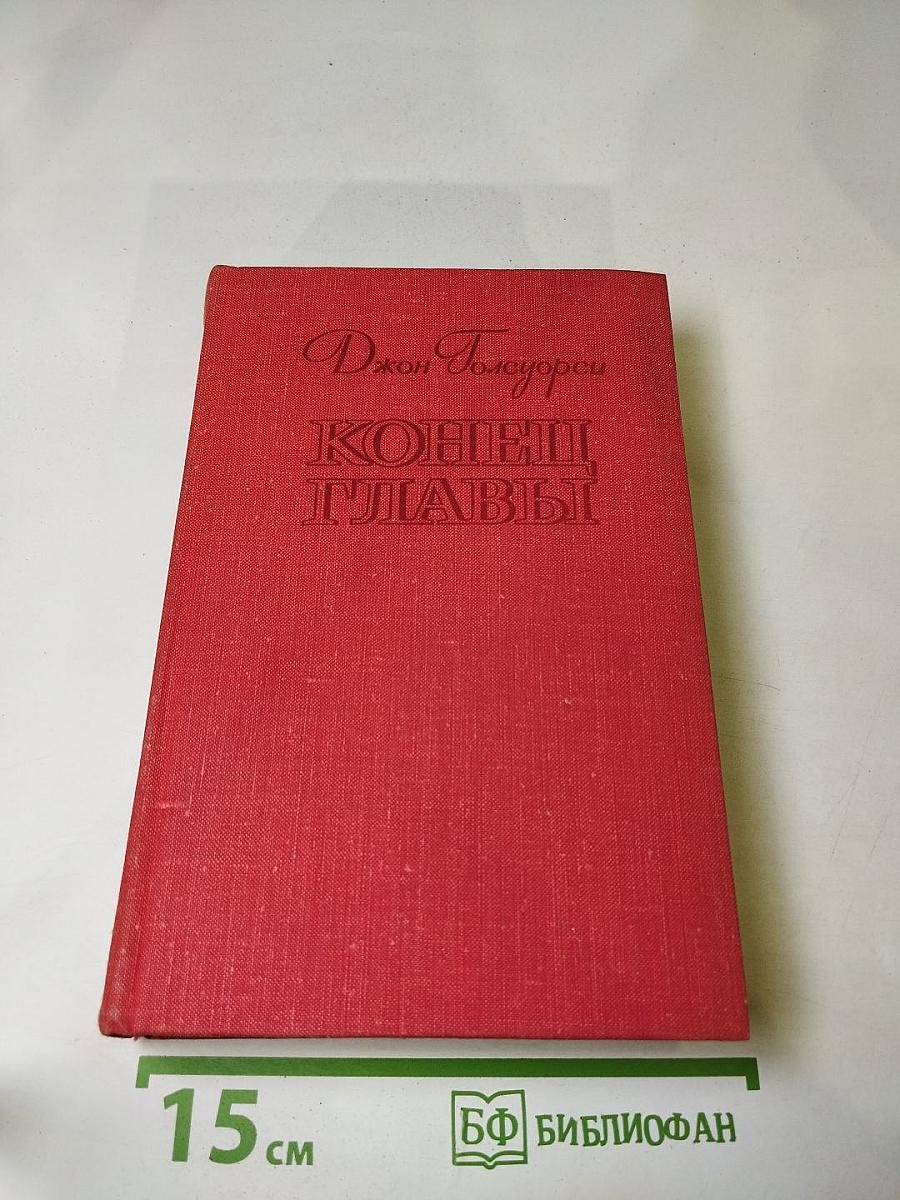 Джон Голсуорси
КОНЕЦ
ГЛАВЫ
15 см
БФ БИБЛИОФАН